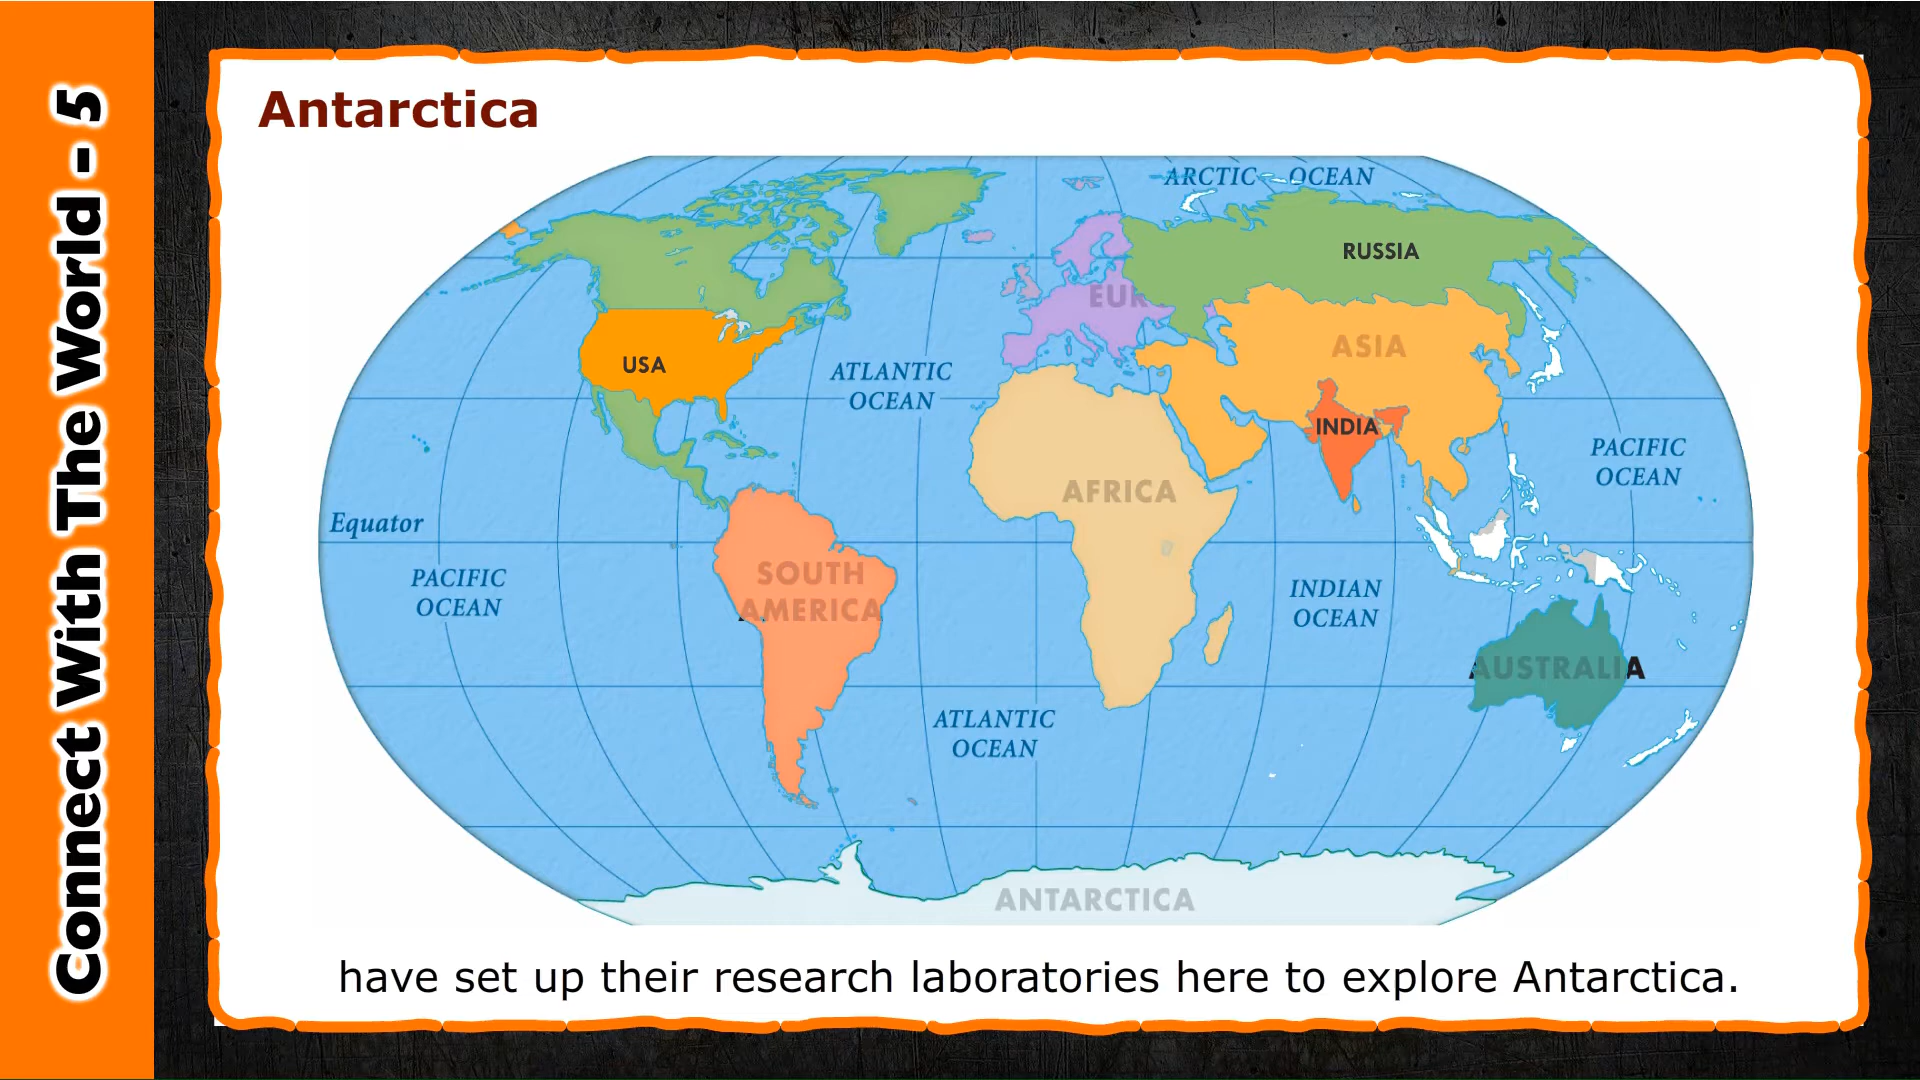 Connect With The World - 5
Antarctica
ARCTIC OCEAN
RUSSIA
EUR
ASIA
USA
ATLANTIC
OCEAN
INDIA
PACIFIC
OCEAN
AFRICA
Equator
SOUTH
AMERICA
PACIFIC
OCEAN
INDIAN
OCEAN
AUSTRALIA
ATLANTIC
OCEAN
ANTARCTICA
have set up their research laboratories here to explore Antarctica.